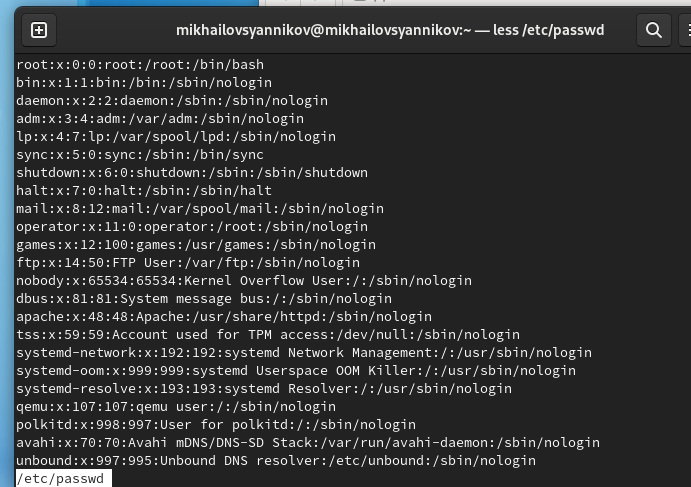 mikhailovsyannikov@mikhailovsyannikov:~ — less /etc/passwd
root:x:0:0:root:/root:/bin/bash
bin:x:1:1:bin:/bin:/sbin/nologin
daemon:x:2:2:daemon:/sbin:/sbin/nologin
adm:x:3:4:adm:/var/adm:/sbin/nologin
lp:x:4:7:lp:/var/spool/lpd:/sbin/nologin
sync:x:5:0:sync:/sbin:/bin/sync
shutdown:x:6:0:shutdown:/sbin:/sbin/shutdown
halt:x:7:0:halt:/sbin:/sbin/halt
mail:x:8:12:mail:/var/spool/mail:/sbin/nologin
operator:x:11:0:operator:/root:/sbin/nologin
games:x:12:100:games:/usr/games:/sbin/nologin
ftp:x:14:50:FTP User:/var/ftp:/sbin/nologin
nobody:x:65534:65534:Kernel Overflow User:/:/sbin/nologin
dbus:x:81:81:System message bus:/:/sbin/nologin
apache:x:48:48:Apache:/usr/share/httpd:/sbin/nologin
tss:x:59:59:Account used for TPM access:/dev/null:/sbin/nologin
systemd-network:x:192:192:systemd Network Management:/:/usr/sbin/nologin
systemd-oom:x:999:999:systemd Userspace OOM Killer:/:/usr/sbin/nologin
systemd-resolve:x:193:193:systemd Resolver:/:/usr/sbin/nologin
qemu:x:107:107:qemu user:/:/sbin/nologin
polkitd:x:998:997:User for polkitd:/:/sbin/nologin
avahi:x:70:70:Avahi mDNS/DNS-SD Stack:/var/run/avahi-daemon:/sbin/nologin
unbound:x:997:995:Unbound DNS resolver:/etc/unbound:/sbin/nologin
/etc/passwd